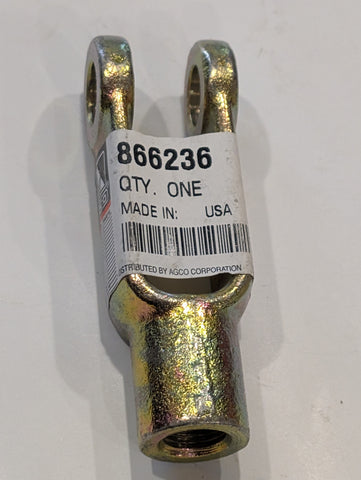 866236
QTY. ONE
MADE IN: USA
DISTRIBUTED BY AGCO CORPORATION